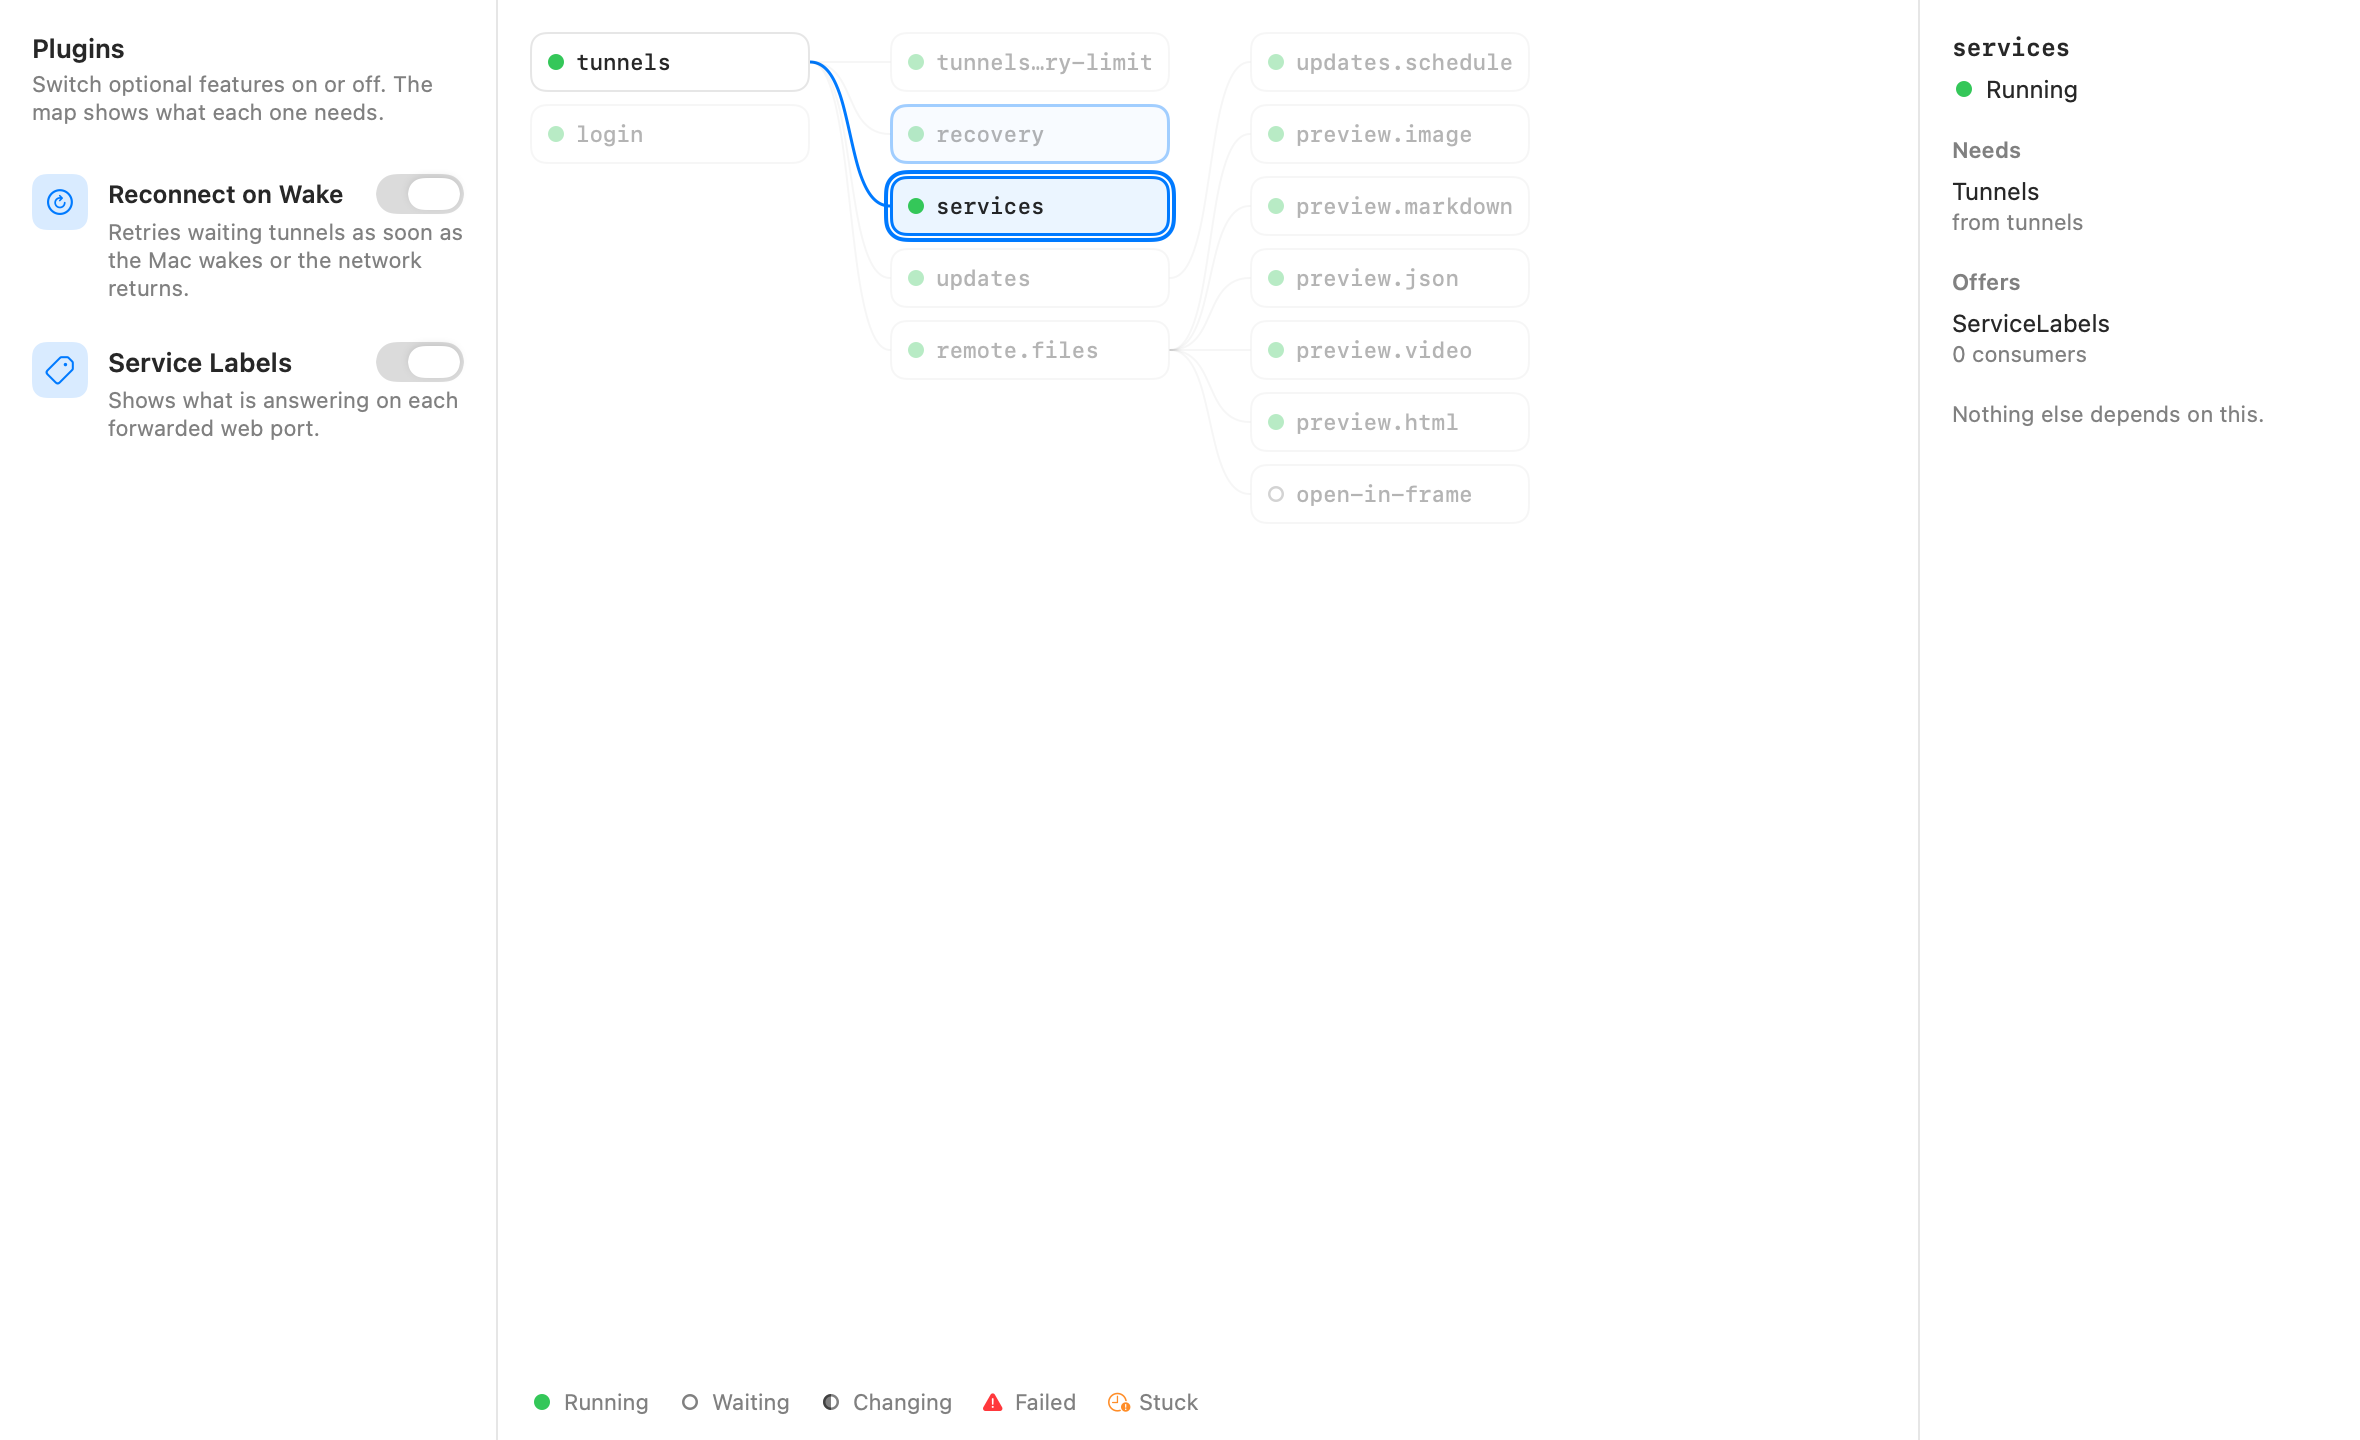 Plugins
Switch optional features on or off. The
map shows what each one needs.
Reconnect on Wake
Retries waiting tunnels as soon as
the Mac wakes or the network
returns.
Service Labels
Shows what is answering on each
forwarded web port.
tunnels
login
tunnels…ry-limit
recovery
services
updates
remote.files
updates.schedule
preview.image
preview.markdown
preview.json
preview.video
preview.html
open-in-frame
Running
Waiting
Changing
Failed
Stuck
services
Running
Needs
Tunnels
from tunnels
Offers
ServiceLabels
0 consumers
Nothing else depends on this.